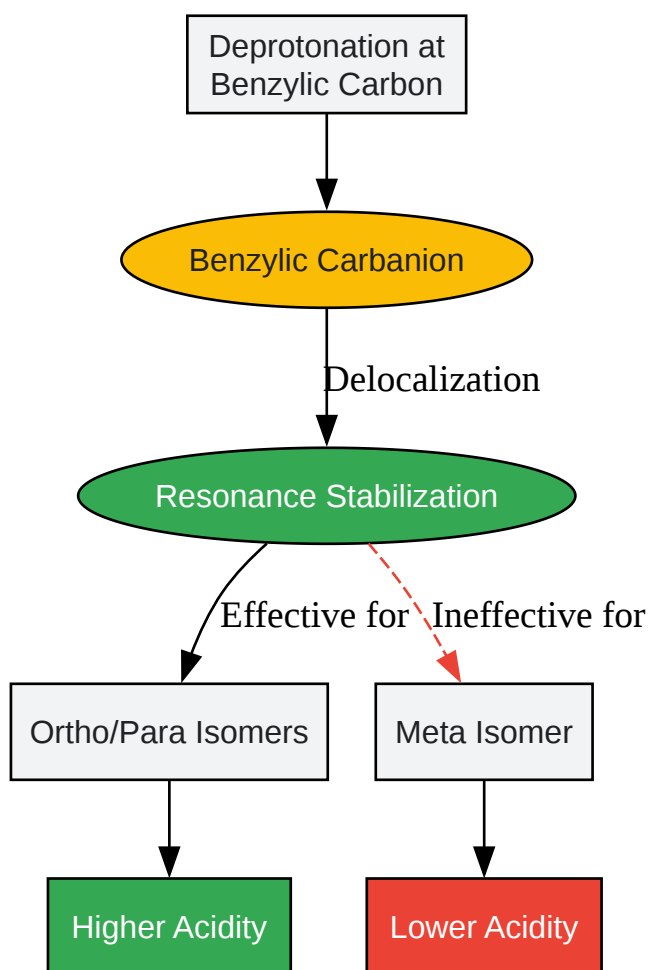 Deprotonation at
Benzylic Carbon
Benzylic Carbanion
Delocalization
Resonance Stabilization
Effective for
Ineffective for
Ortho/Para Isomers
Meta Isomer
Higher Acidity
Lower Acidity